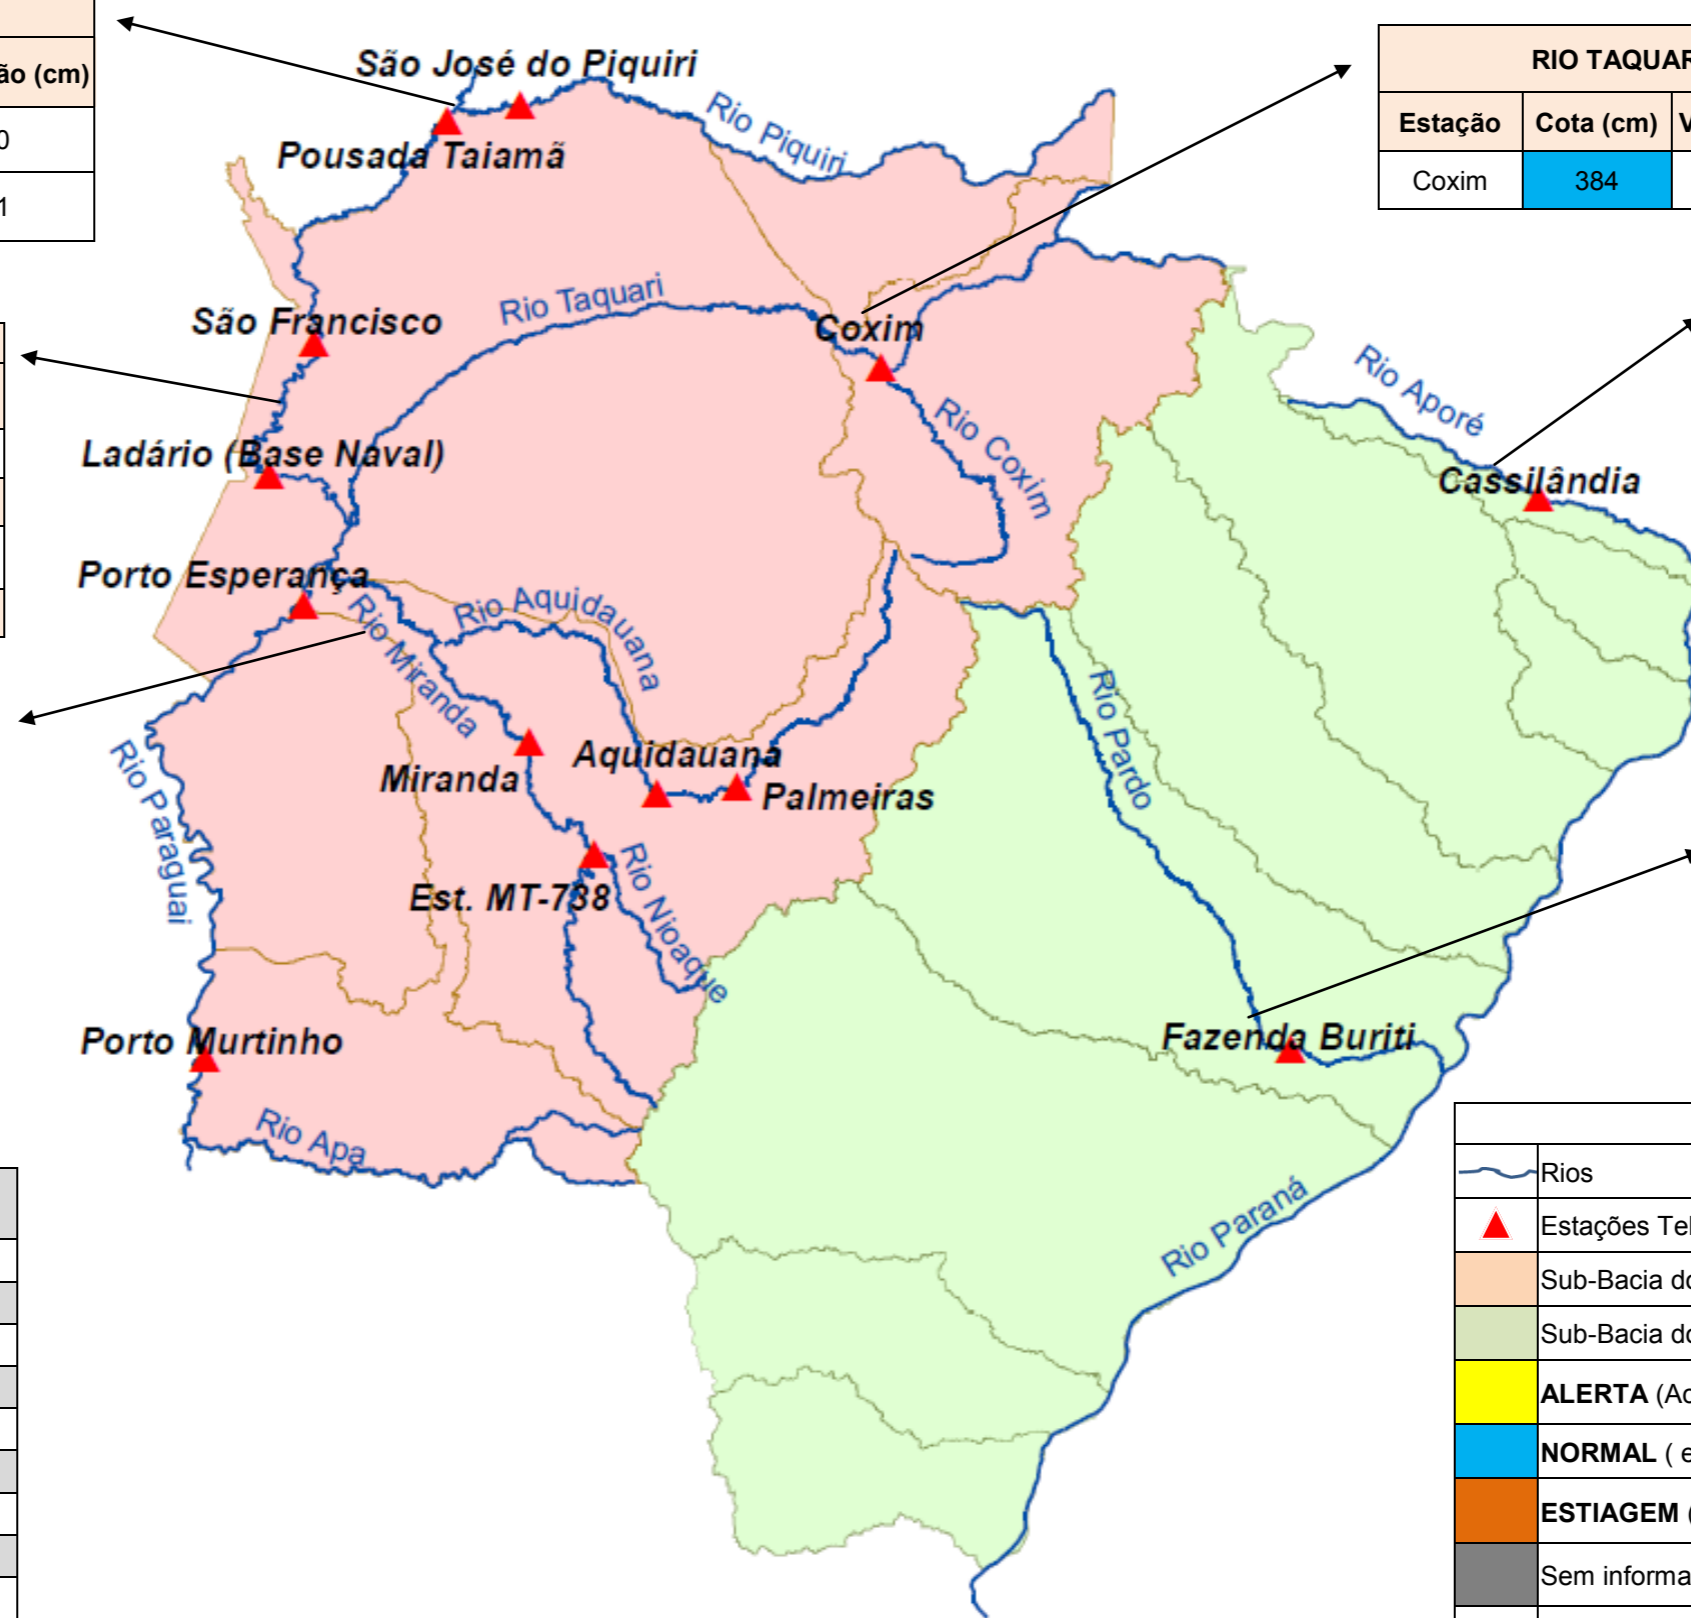 ão (cm)
0
1
São José do Piquiri
Pousada Taiamã
Rio Piquiri
RIO TAQUAR
Estação Cota (cm) V
Coxim 384
São Francisco
Rio Taquari
Coxim
Rio Coxim
Rio Aporé
Cassilândia
Ladário (Base Naval)
Porto Esperança
Rio Aquidauana
Rio Miranda
Rio Pardo
Rio Paraguai
Miranda
Aquidauana
Palmeiras
Est. MT-738
Rio Nioaque
Porto Murtinho
Fazenda Buriti
Rio Apa
Rio Paraná
Rios
Estações Tel
Sub-Bacia do
Sub-Bacia do
ALERTA (Ac
NORMAL ( e
ESTIAGEM (
Sem informa